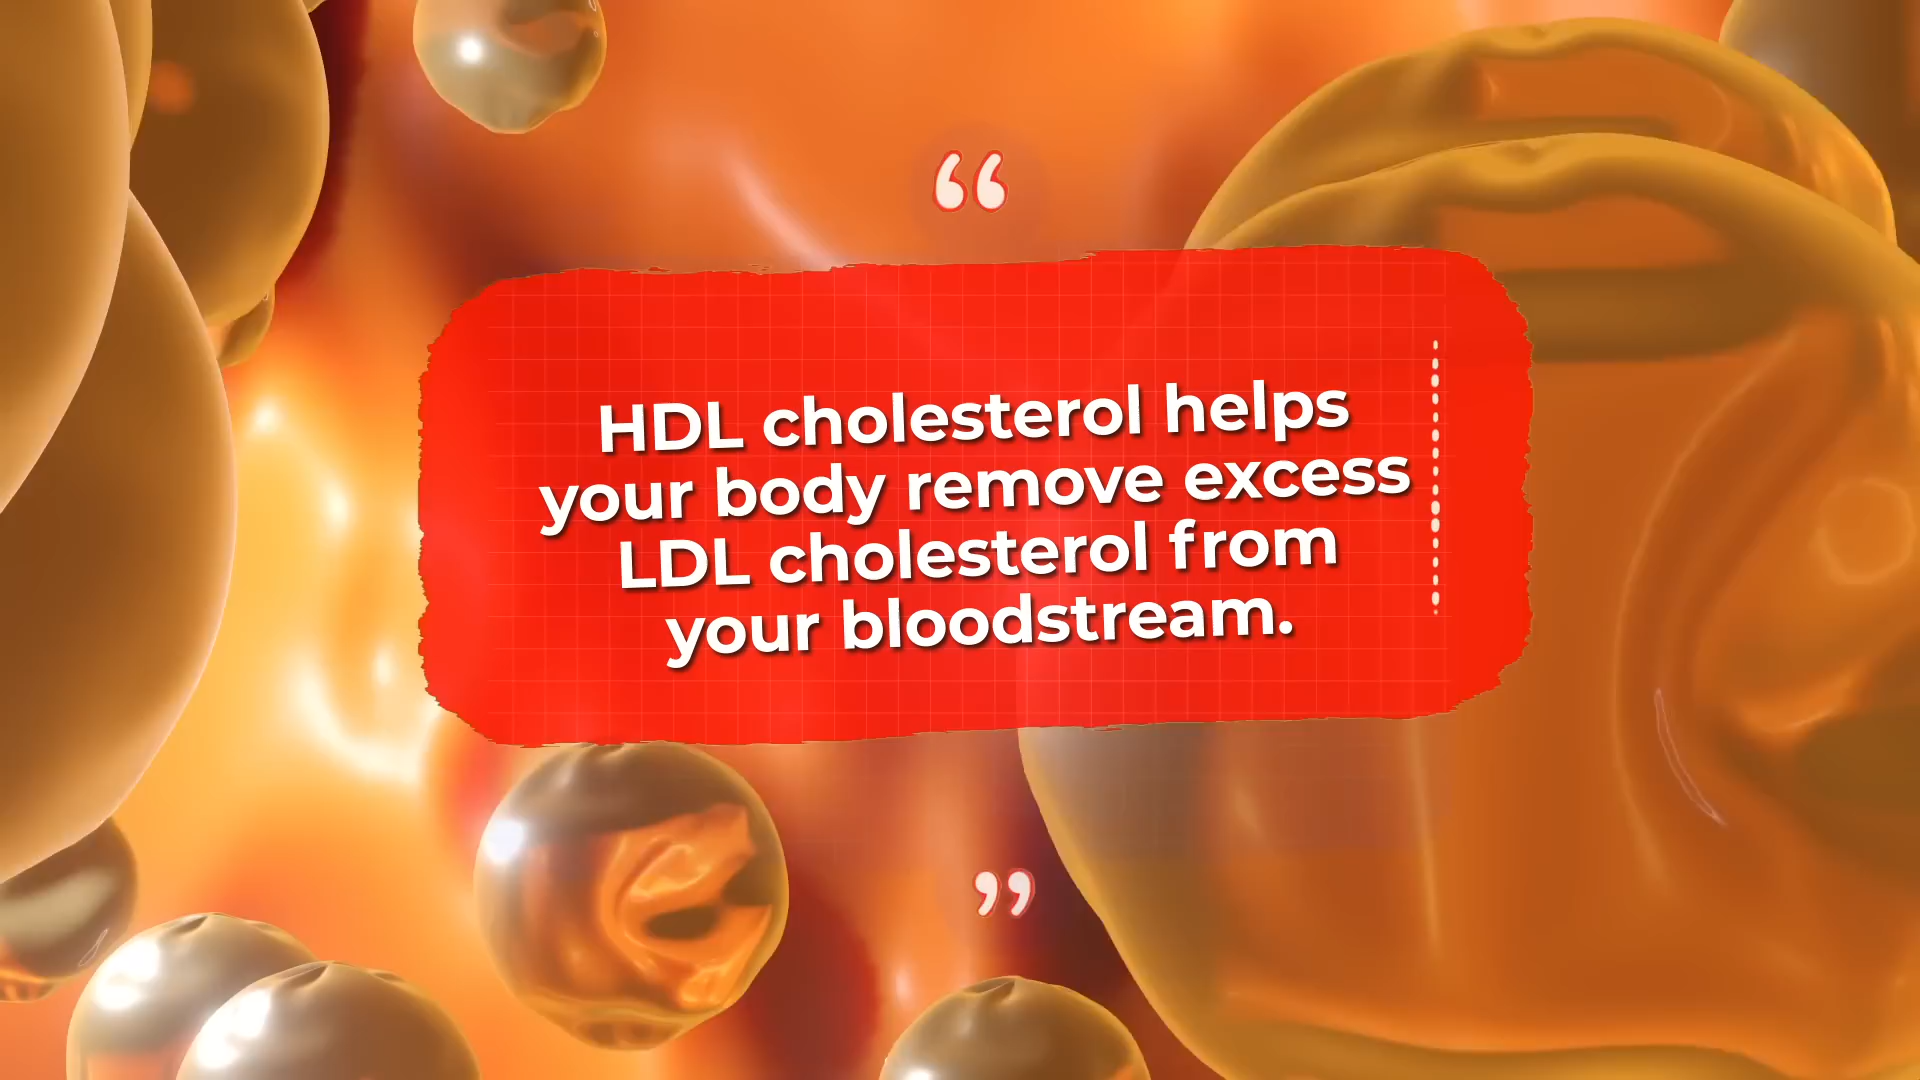 “
HDL cholesterol helps
your body remove excess
LDL cholesterol from
your bloodstream.
”